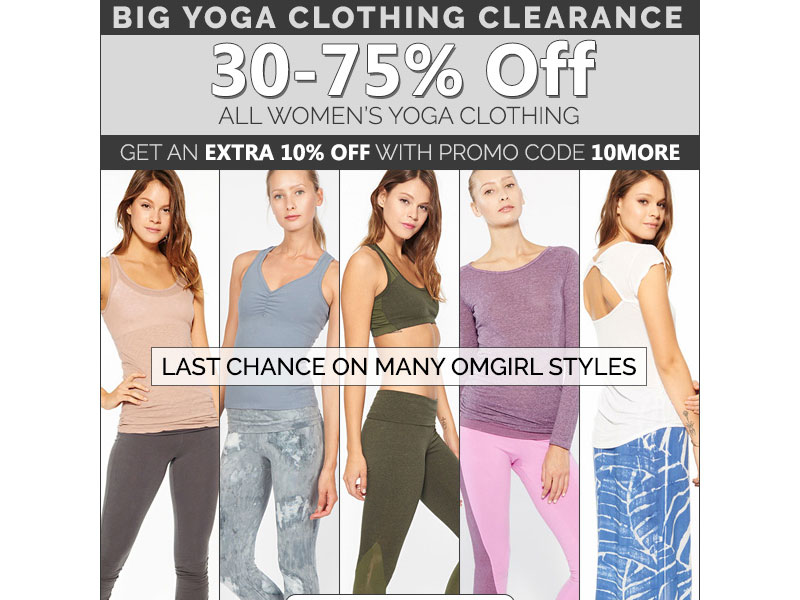 BIG YOGA CLOTHING CLEARANCE
30-75% Off
ALL WOMEN'S YOGA CLOTHING
GET AN EXTRA 10% OFF WITH PROMO CODE 10MORE
LAST CHANCE ON MANY OMGIRL STYLES